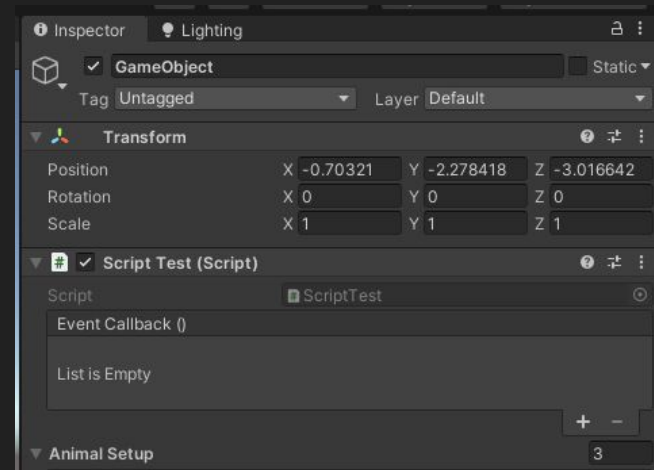 Inspector Lighting
GameObject Static
Tag Untagged Layer Default
Transform
Position X -0.70321 Y -2.278418 Z -3.016642
Rotation X 0 Y 0 Z 0
Scale X 1 Y 1 Z 1
# Script Test (Script)
Script ScriptTest
Event Callback ()
List is Empty
+ −
Animal Setup 3